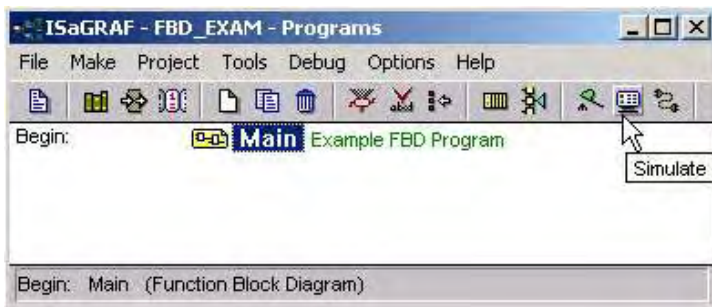 ISaGRAF - FBD_EXAM - Programs
File Make Project Tools Debug Options Help
Begin: Main Example FBD Program
Simulate
Begin: Main (Function Block Diagram)